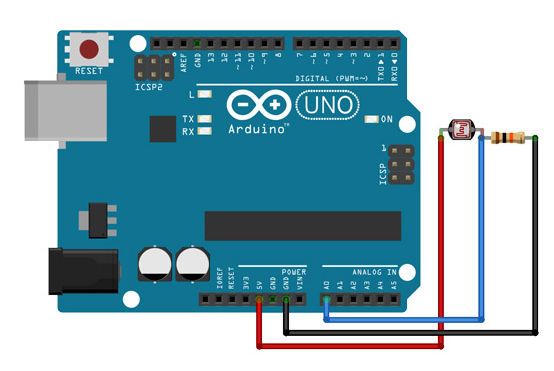 RESET
ICSP2
AREF
GND
13
12
~11
~10
~9
8
7
~6
~5
4
~3
2
TXD▶1
RXD◀0
DIGITAL (PWM=~)
L
TX
RX
UNO
Arduino™
ON
1
ICSP
IOREF
RESET
3V3
5V
GND
GND
VIN
POWER
ANALOG IN
A0
A1
A2
A3
A4
A5